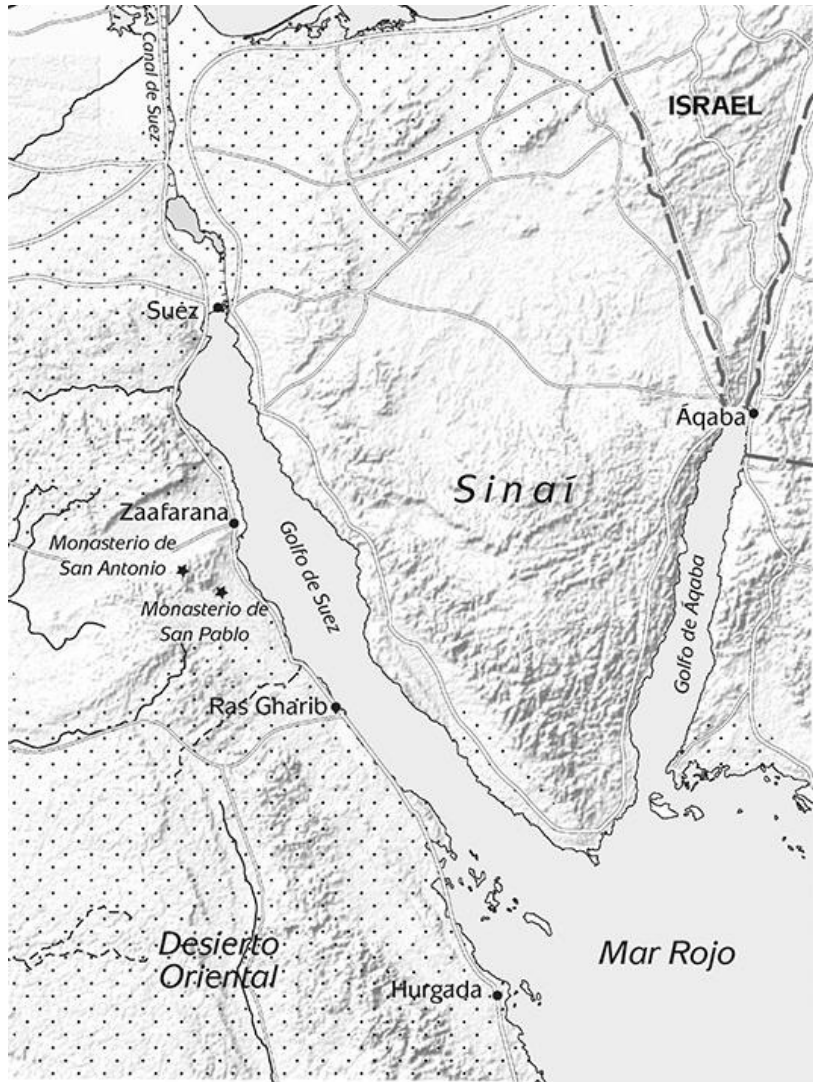 Canal de Suez
ISRAEL
Suéz
Áqaba
Sinaí
Zaafarana
Monasterio de
San Antonio
Golfo de Suez
Monasterio de
San Pablo
Golfo de Áqaba
Ras Gharib
Desierto
Oriental
Mar Rojo
Hurgada